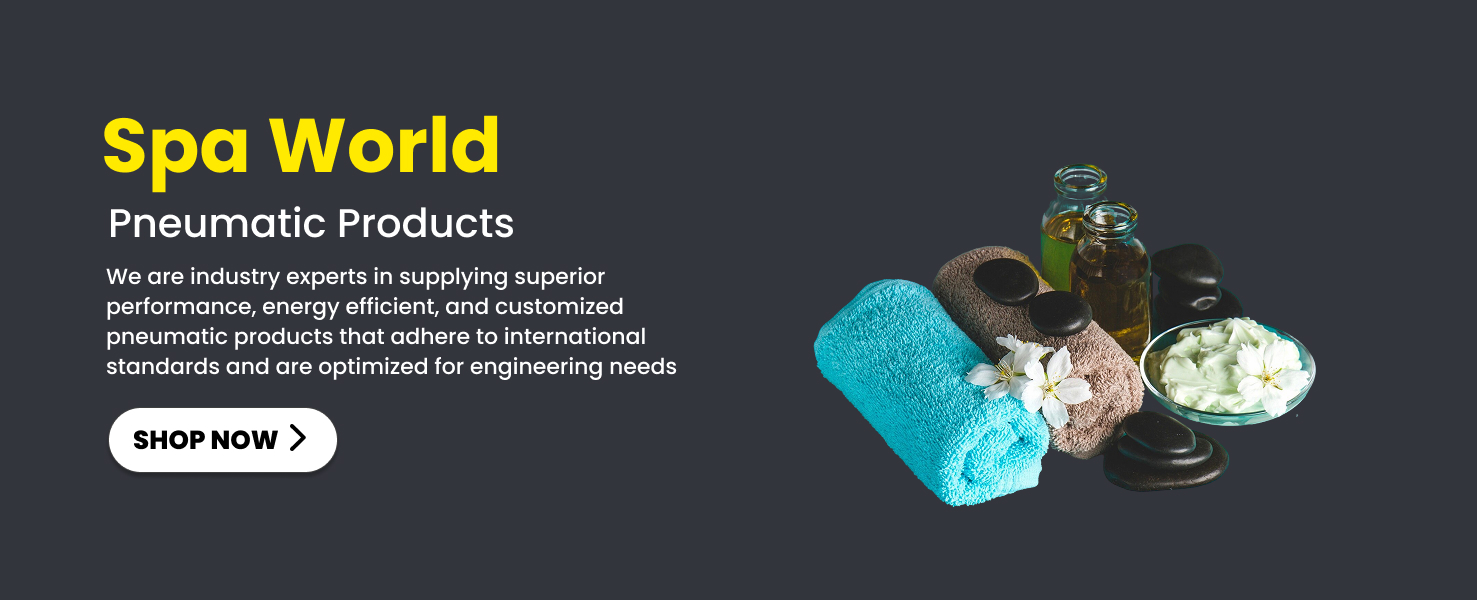 Spa World
Pneumatic Products
We are industry experts in supplying superior
performance, energy efficient, and customized
pneumatic products that adhere to international
standards and are optimized for engineering needs
SHOP NOW